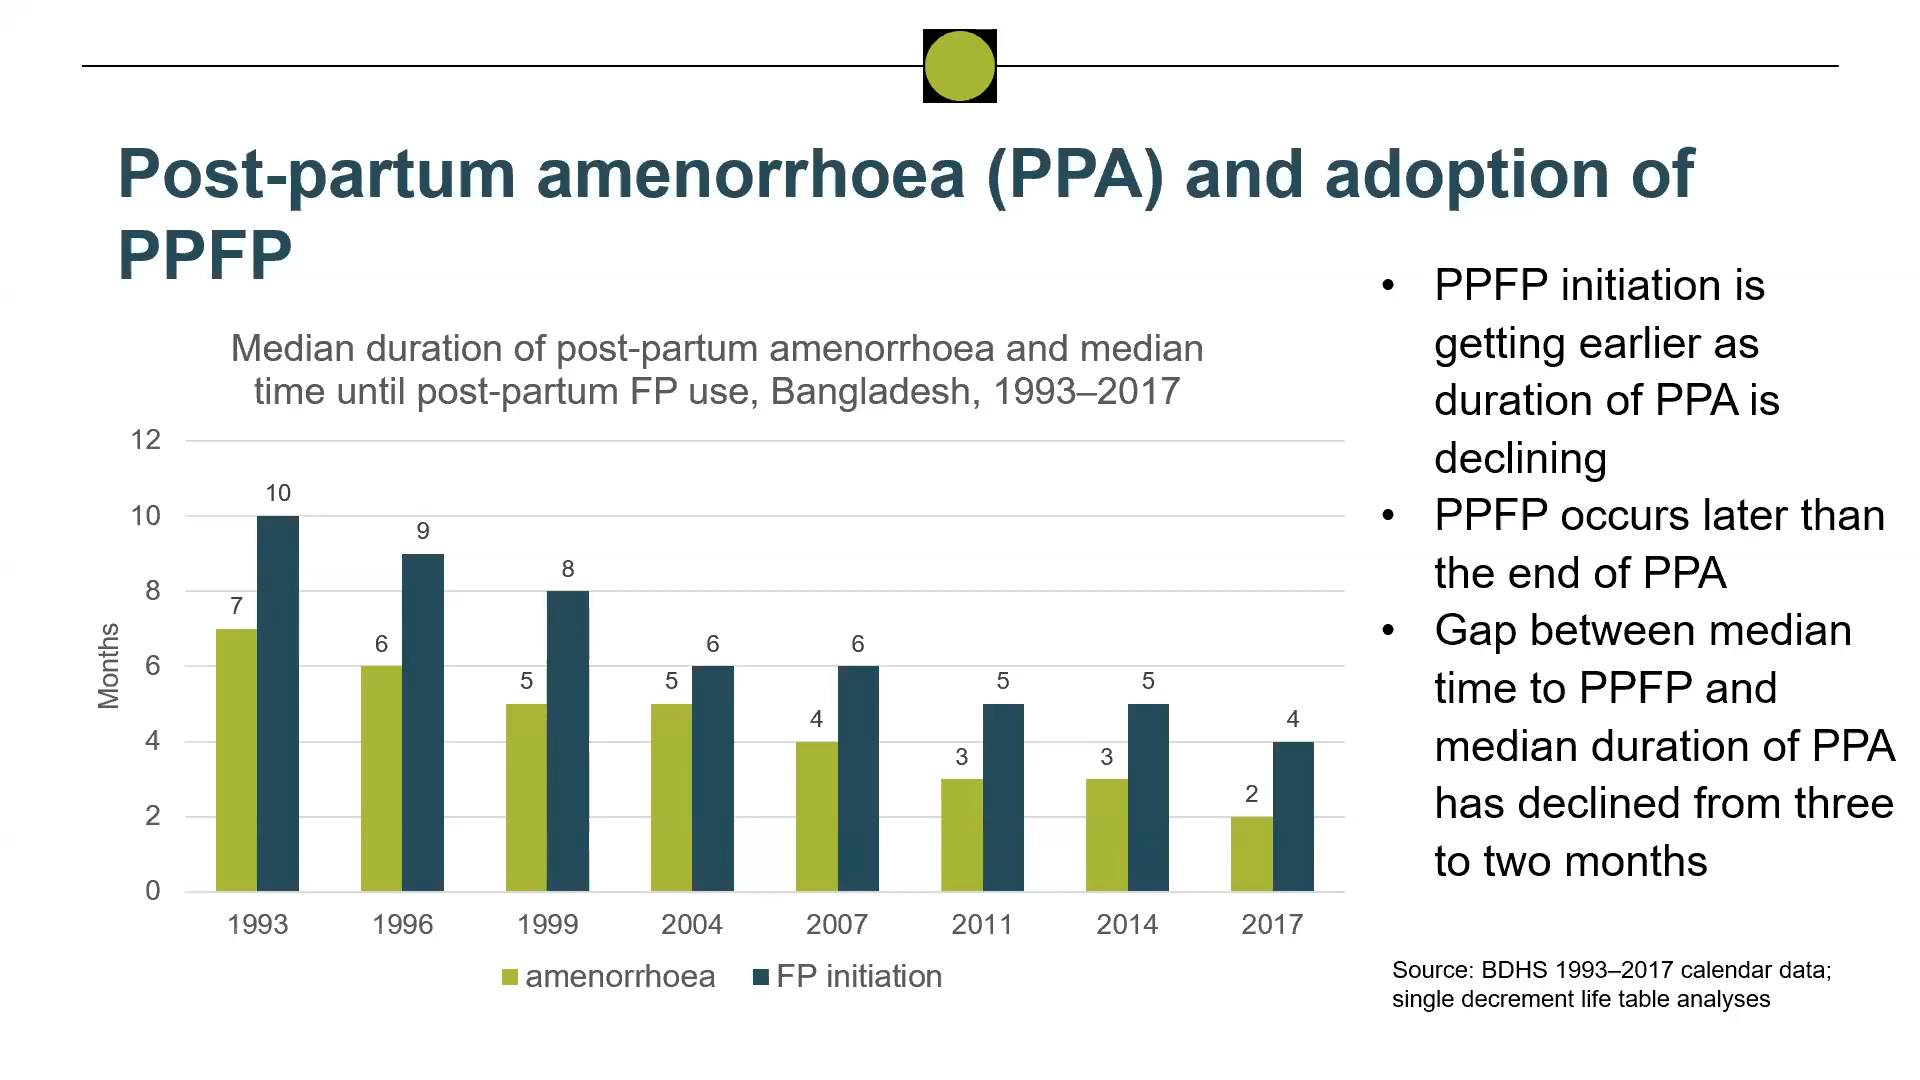 Post-partum amenorrhoea (PPA) and adoption of
PPFP
Median duration of post-partum amenorrhoea and median
time until post-partum FP use, Bangladesh, 1993–2017
Months
12
10
8
6
4
2
0
7
10
6
9
5
8
5
6
4
6
3
5
3
5
2
4
1993
1996
1999
2004
2007
2011
2014
2017
amenorrhoea
FP initiation
• PPFP initiation is
getting earlier as
duration of PPA is
declining
• PPFP occurs later than
the end of PPA
• Gap between median
time to PPFP and
median duration of PPA
has declined from three
to two months
Source: BDHS 1993–2017 calendar data;
single decrement life table analyses